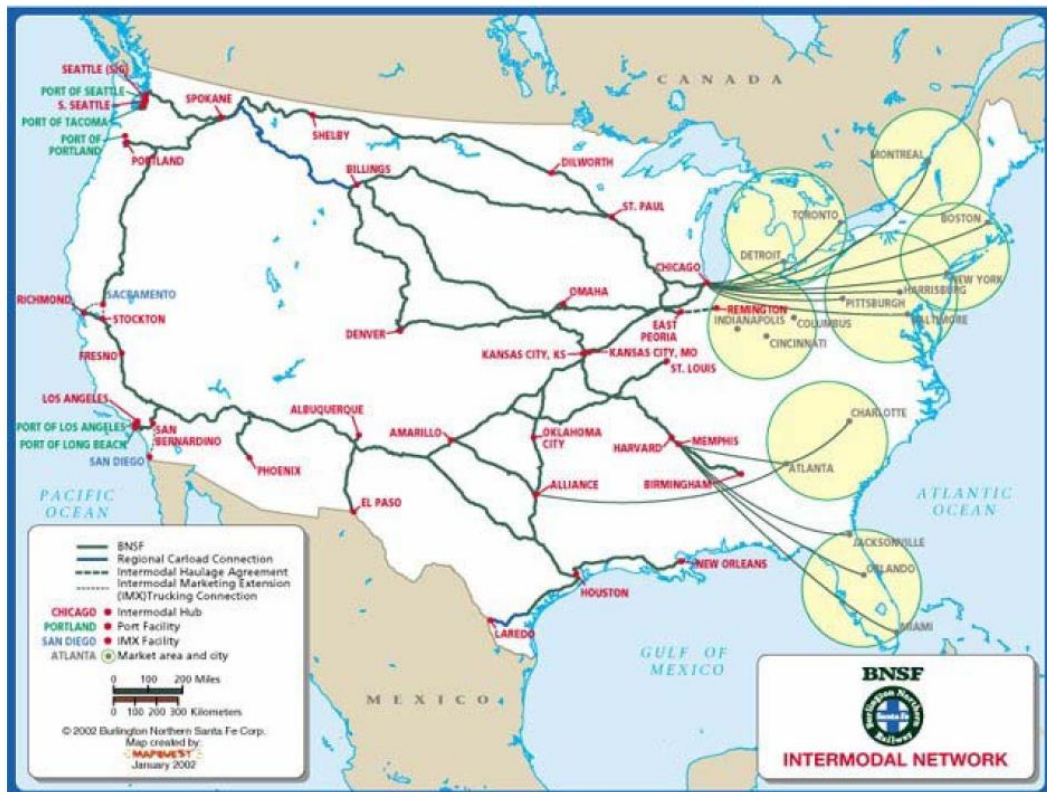 CANADA
SEATTLE (SIG)
PORT OF SEATTLE
S. SEATTLE
PORT OF TACOMA
PORT OF
PORTLAND
PORTLAND
SPOKANE
SHELBY
BILLINGS
DILWORTH
ST. PAUL
MONTREAL
TORONTO
BOSTON
DETROIT
CHICAGO
NEW YORK
HARRISBURG
PITTSBURGH
BALTIMORE
REMINGTON
INDIANAPOLIS
COLUMBUS
CINCINNATI
EAST
PEORIA
OMAHA
DENVER
RICHMOND
SACRAMENTO
STOCKTON
FRESNO
KANSAS CITY, KS
KANSAS CITY, MO
ST. LOUIS
LOS ANGELES
PORT OF LOS ANGELES
PORT OF LONG BEACH
SAN
BERNARDINO
SAN DIEGO
PHOENIX
ALBUQUERQUE
EL PASO
AMARILLO
OKLAHOMA
CITY
ALLIANCE
HARVARD
MEMPHIS
BIRMINGHAM
CHARLOTTE
ATLANTA
JACKSONVILLE
ORLANDO
MIAMI
NEW ORLEANS
HOUSTON
LAREDO
PACIFIC
OCEAN
ATLANTIC
OCEAN
GULF OF
MEXICO
MEXICO
BNSF
Regional Carload Connection
Intermodal Haulage Agreement
Intermodal Marketing Extension
(IMX)Trucking Connection
CHICAGO Intermodal Hub
PORTLAND Port Facility
SAN DIEGO IMX Facility
ATLANTA Market area and city
0 100 200 Miles
0 100 200 300 Kilometers
© 2002 Burlington Northern Santa Fe Corp.
Map created by:
MAPQUEST
January 2002
BNSF
Burlington Northern
Santa Fe
Railway
INTERMODAL NETWORK